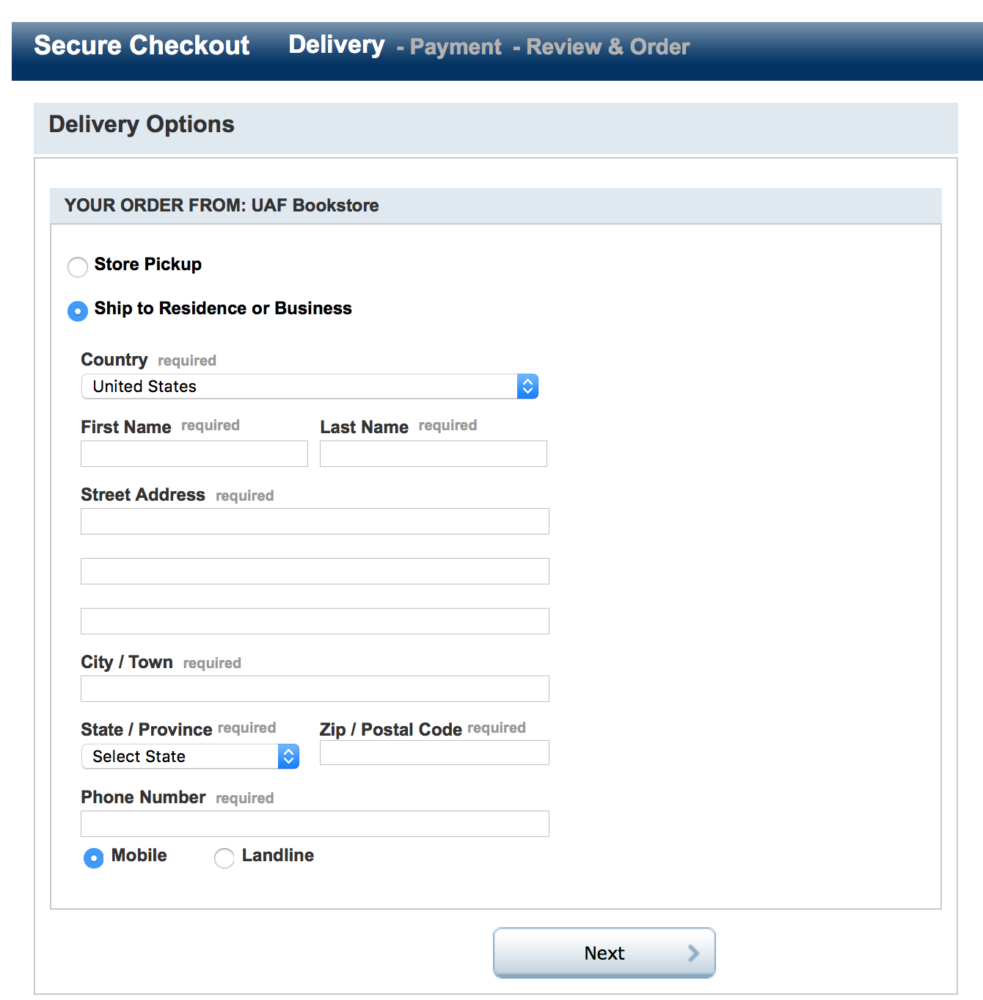 Secure Checkout Delivery - Payment - Review & Order
Delivery Options
YOUR ORDER FROM: UAF Bookstore
Store Pickup
Ship to Residence or Business
Country required
United States
First Name required Last Name required
Street Address required
City / Town required
State / Province required Zip / Postal Code required
Select State
Phone Number required
Mobile Landline
Next